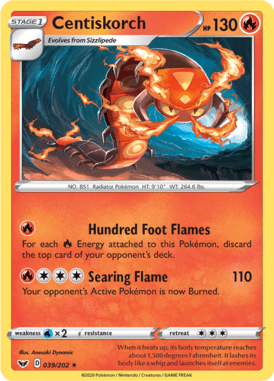 STAGE 1
Centiskorch
HP 130
Evolves from Sizzlipede
NO. 851 Radiator Pokémon HT: 9'10" WT: 264.6 lbs.
Hundred Foot Flames
For each Energy attached to this Pokémon, discard
the top card of your opponent's deck.
Searing Flame 110
Your opponent's Active Pokémon is now Burned.
weakness ×2 resistance retreat
Illus. Anesaki Dynamic
D 039/202 ★
When it heats up, its body temperature reaches
about 1,500 degrees Fahrenheit. It lashes its
body like a whip and launches itself at enemies.
©2020 Pokémon / Nintendo / Creatures / GAME FREAK